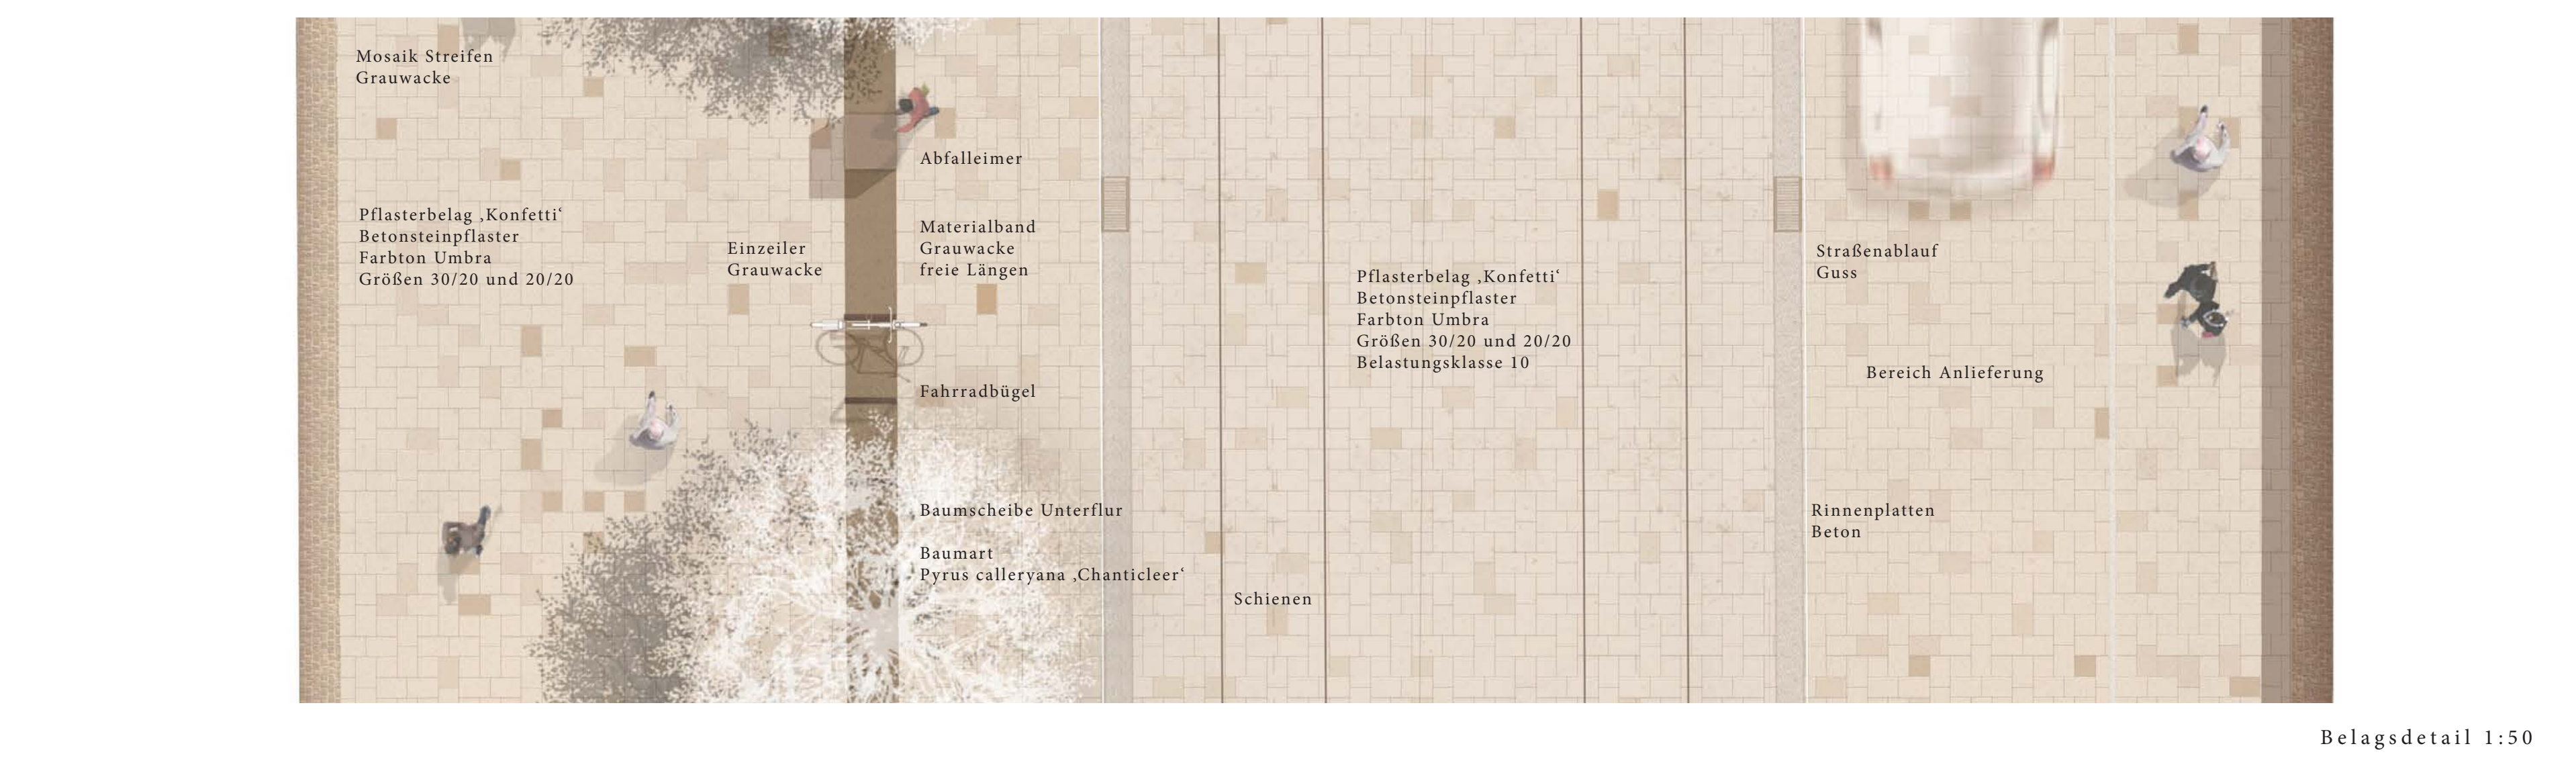 Mosaik Streifen
Grauwacke
Pflasterbelag ‚Konfetti‘
Betonsteinpflaster
Farbton Umbra
Größen 30/20 und 20/20
Einzeiler
Grauwacke
Abfalleimer
Materialband
Grauwacke
freie Längen
Fahrradbügel
Baumscheibe Unterflur
Baumart
Pyrus calleryana ‚Chanticleer‘
Schienen
Pflasterbelag ‚Konfetti‘
Betonsteinpflaster
Farbton Umbra
Größen 30/20 und 20/20
Belastungsklasse 10
Straßenablauf
Guss
Bereich Anlieferung
Rinnenplatten
Beton
Belagsdetail 1:50